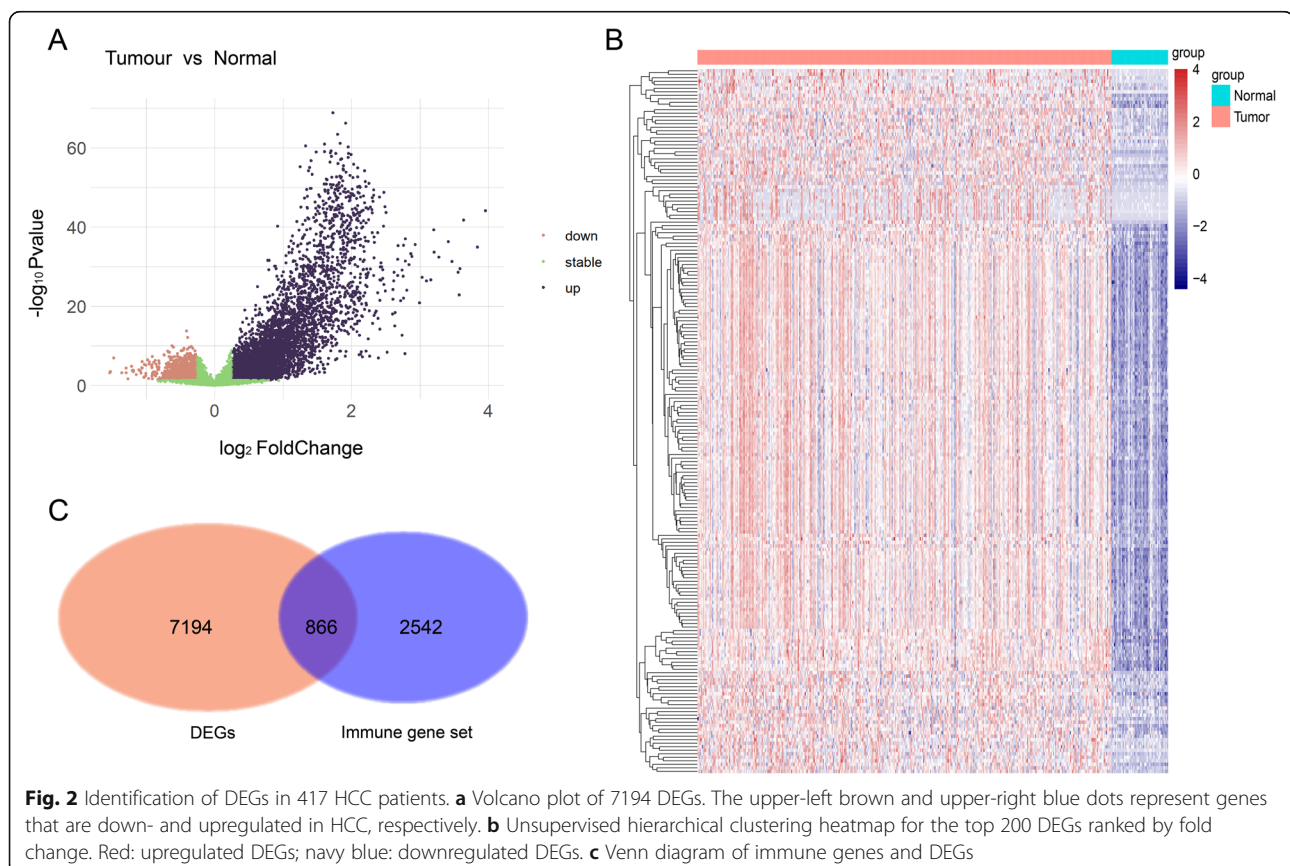 A
Tumour vs Normal
60
40
20
0
-log10 Pvalue
0
2
4
log2 FoldChange
down
stable
up
B
group
4
2
0
−2
−4
group
Normal
Tumor
C
7194
866
2542
DEGs
Immune gene set
Fig. 2 Identification of DEGs in 417 HCC patients. a Volcano plot of 7194 DEGs. The upper-left brown and upper-right blue dots represent genes
that are down- and upregulated in HCC, respectively. b Unsupervised hierarchical clustering heatmap for the top 200 DEGs ranked by fold
change. Red: upregulated DEGs; navy blue: downregulated DEGs. c Venn diagram of immune genes and DEGs